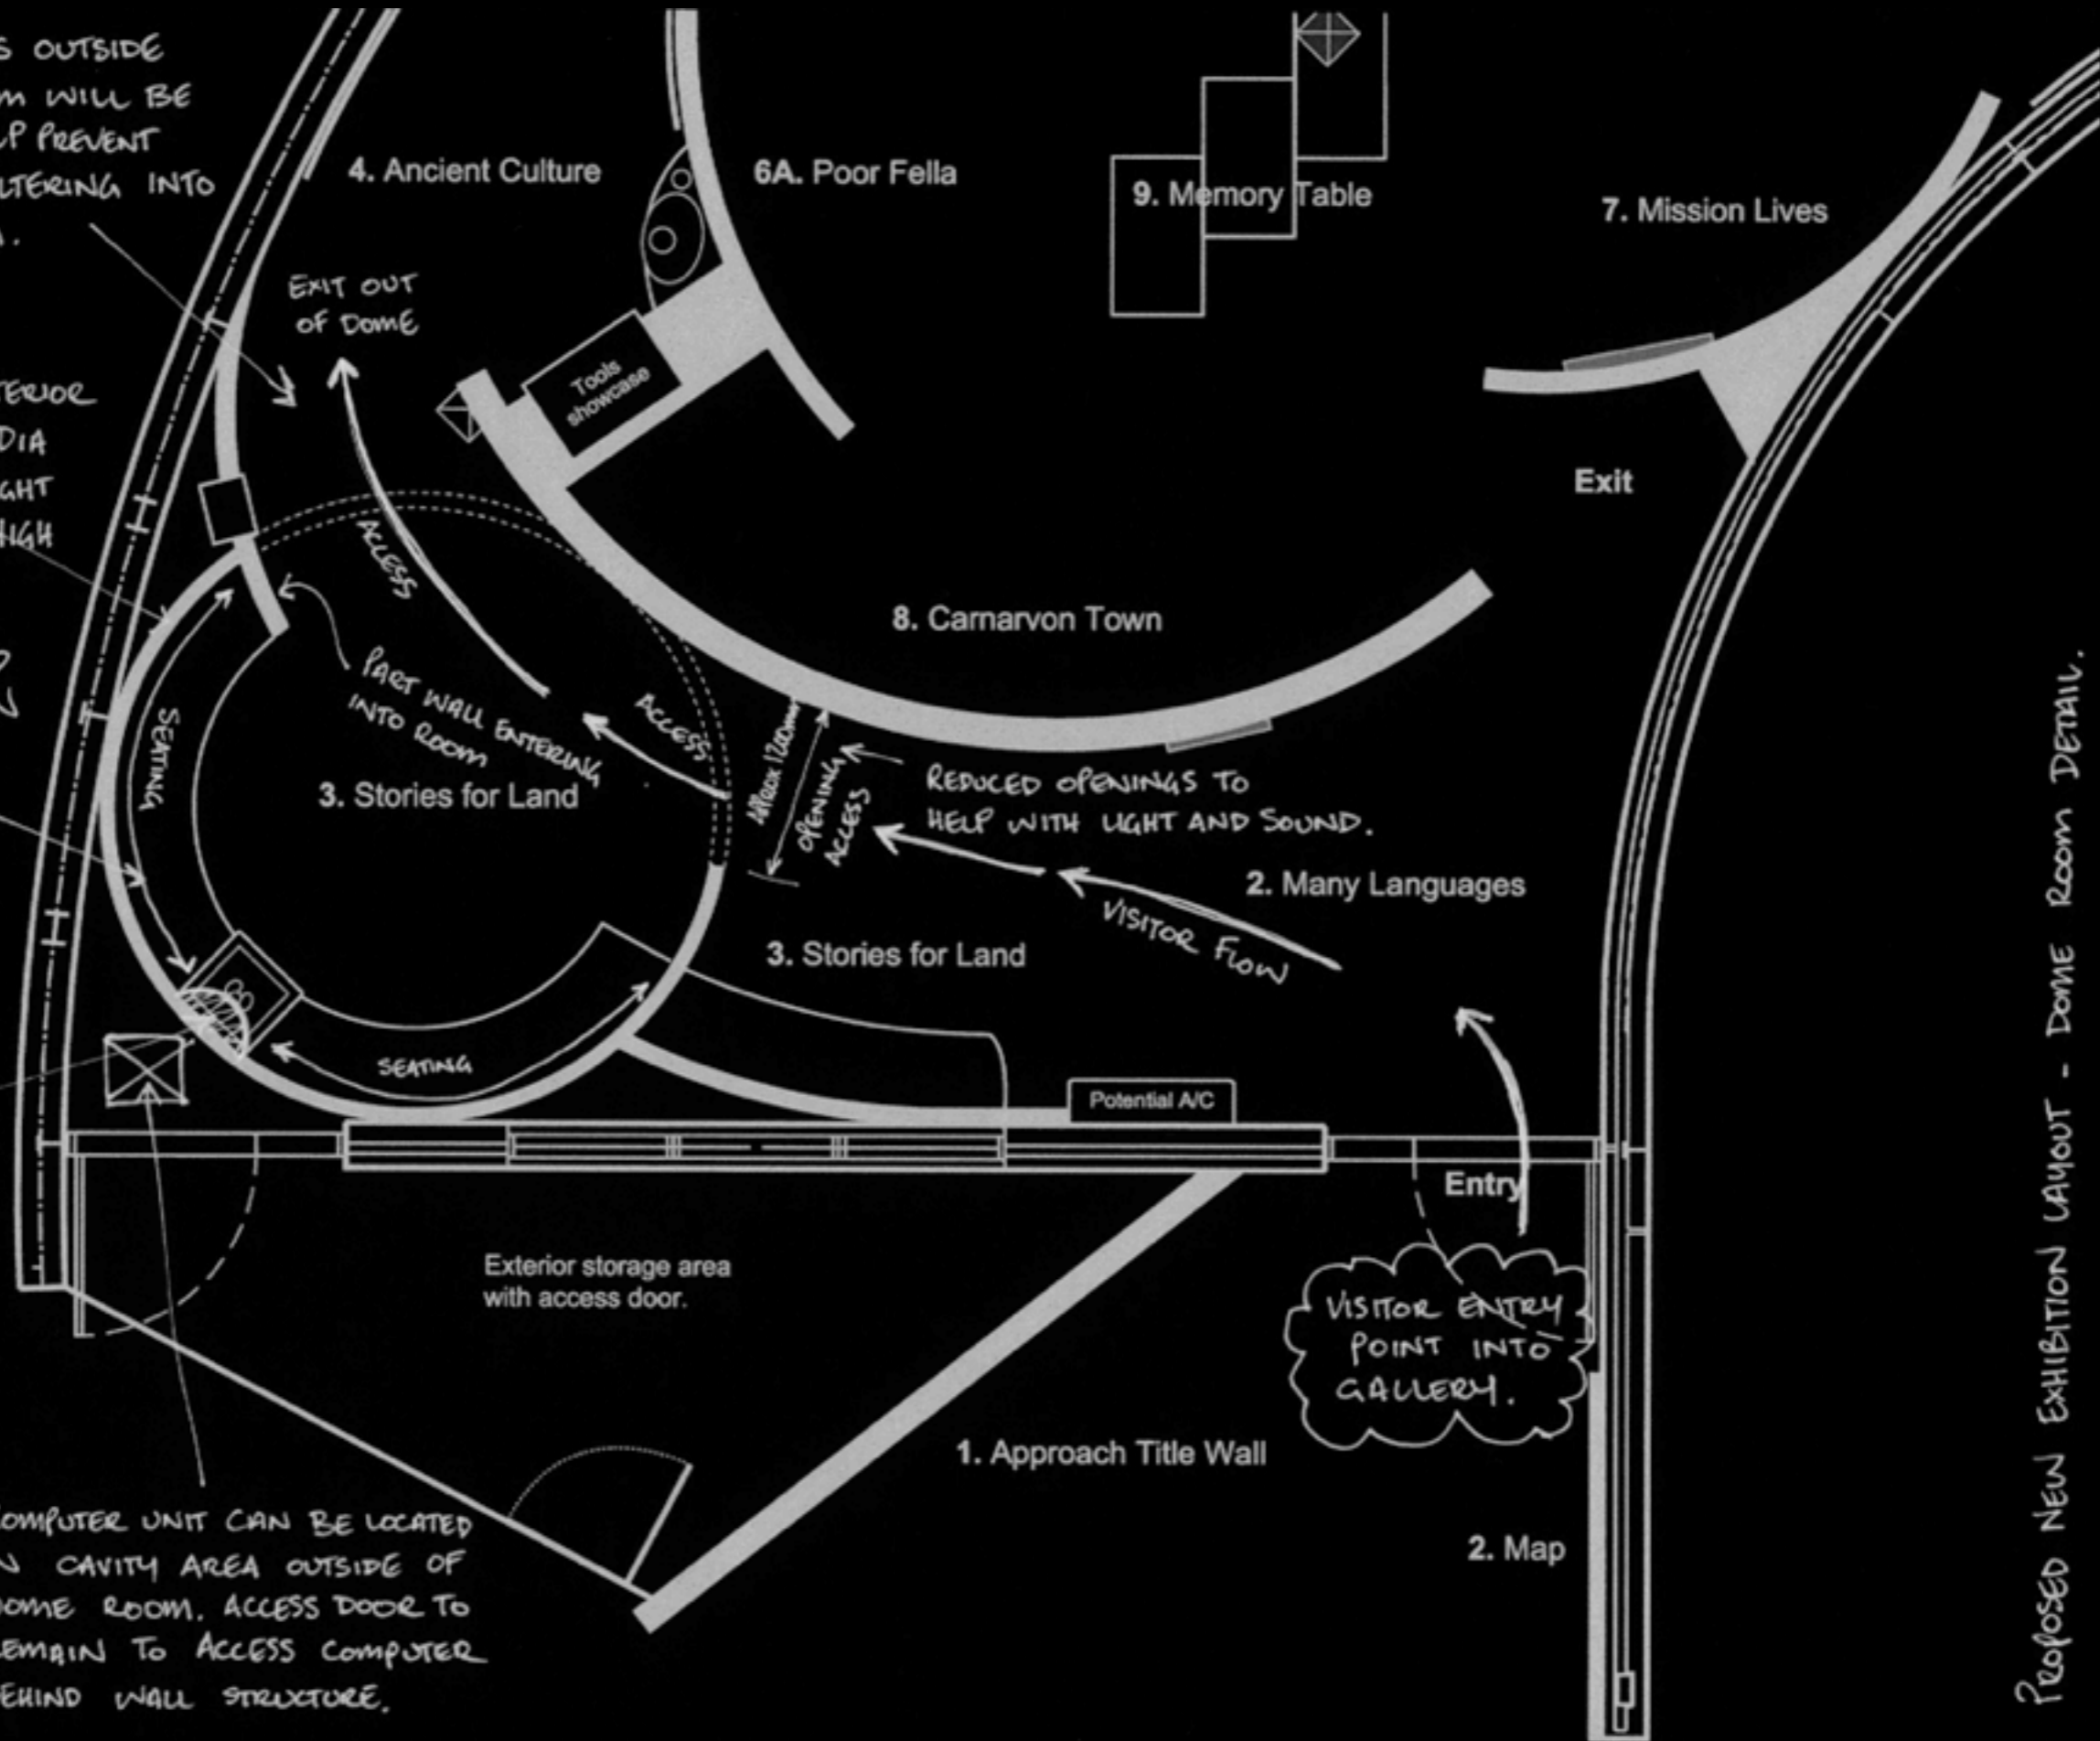 S OUTSIDE
M WILL BE
LP PREVENT
LTERING INTO
4. Ancient Culture
6A. Poor Fella
9. Memory Table
7. Mission Lives
EXIT OUT
OF DOME
Tools
showcase
TERIOR
DIA
GHT
HIGH
Exit
ACCESS
8. Carnarvon Town
PART WALL ENTERING
INTO ROOM
ACCESS
SEATING
3. Stories for Land
APPROX 1200mm
OPENING
ACCESS
REDUCED OPENINGS TO
HELP WITH LIGHT AND SOUND.
2. Many Languages
VISITOR FLOW
3. Stories for Land
SEATING
Potential A/C
Entry
Exterior storage area
with access door.
VISITOR ENTRY
POINT INTO
GALLERY.
1. Approach Title Wall
2. Map
OMPUTER UNIT CAN BE LOCATED
N CAVITY AREA OUTSIDE OF
OME ROOM. ACCESS DOOR TO
EMAIN TO ACCESS COMPUTER
EHIND WALL STRUCTURE.
PROPOSED NEW EXHIBITION LAYOUT - DOME ROOM DETAIL.